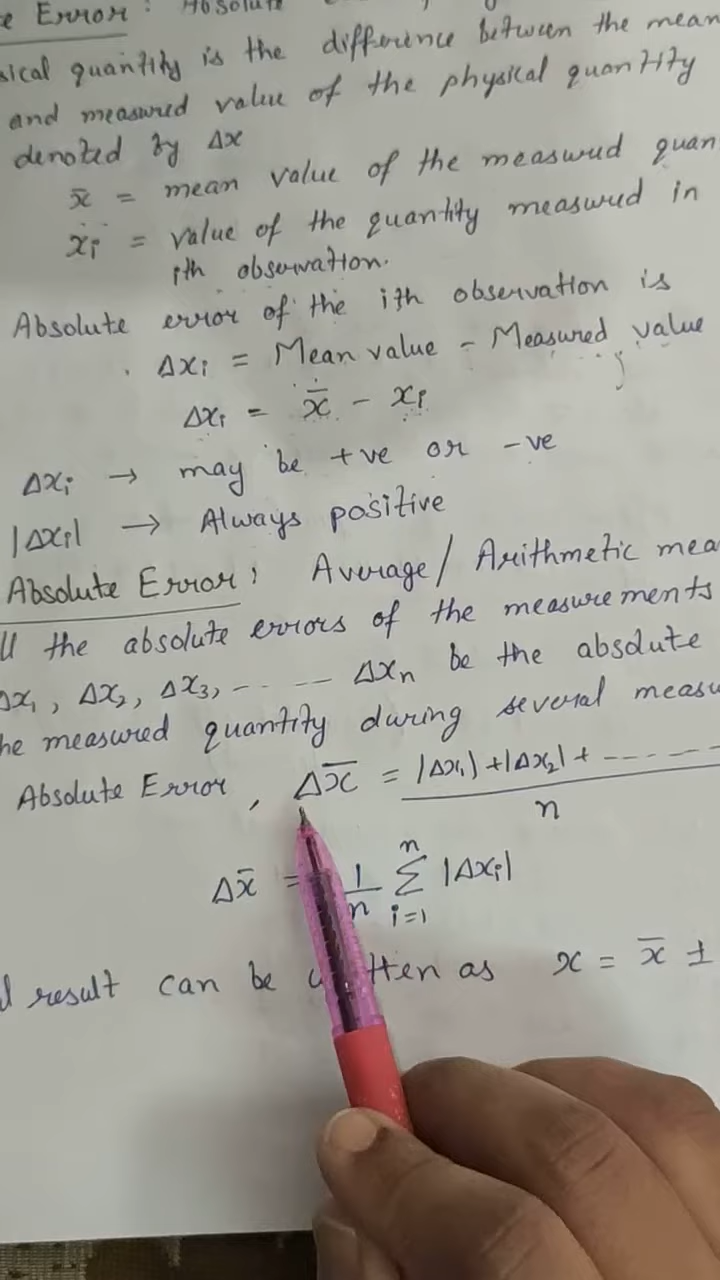 e Error: Absolute
sical quantity is the difference between the mean
and measured value of the physical quantity
denoted by Δx
x̄ = mean value of the measured quan
xi = value of the quantity measured in
ith observation.
Absolute error of the ith observation is
Δxi = Mean value - Measured value
Δxi = x̄ - xi
Δxi → may be +ve or -ve
|Δxi| → Always positive
Absolute Error: Average/ Arithmetic mea
ll the absolute errors of the measurements
Δx1, Δx2, Δx3, ------ Δxn be the absolute
he measured quantity during several measu
Absolute Error, Δx̄ = |Δx1|+|Δx2|+ ------ / n
Δx̄ = 1/n Σ_{i=1}^{n} |Δxi|
l result can be as x = x̄ ±